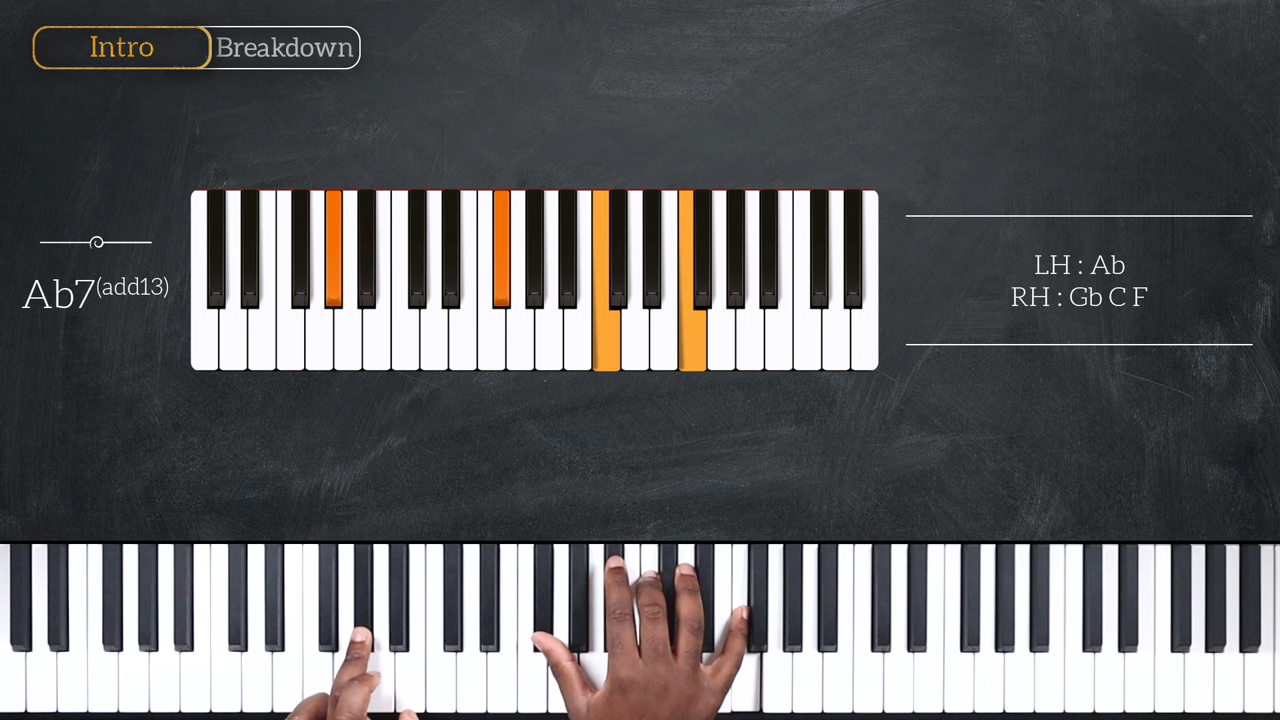 Intro
Breakdown
Ab7(add13)
LH : Ab
RH : Gb C F